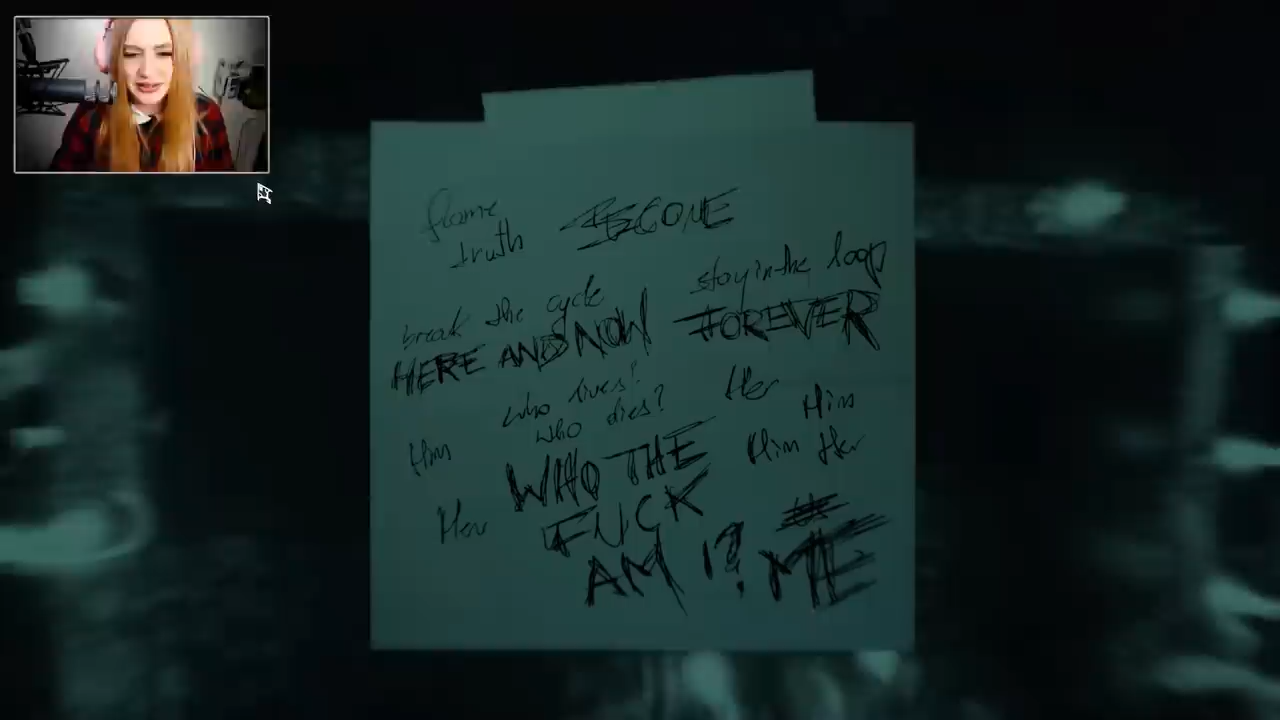 flame
truth
BEGONE
break the cycle
stay in the loop
HERE AND NOW
FOREVER
who lives?
who dies?
Her
Him
Him
Him Her
Her
WHO THE
FUCK
AM I?
ME